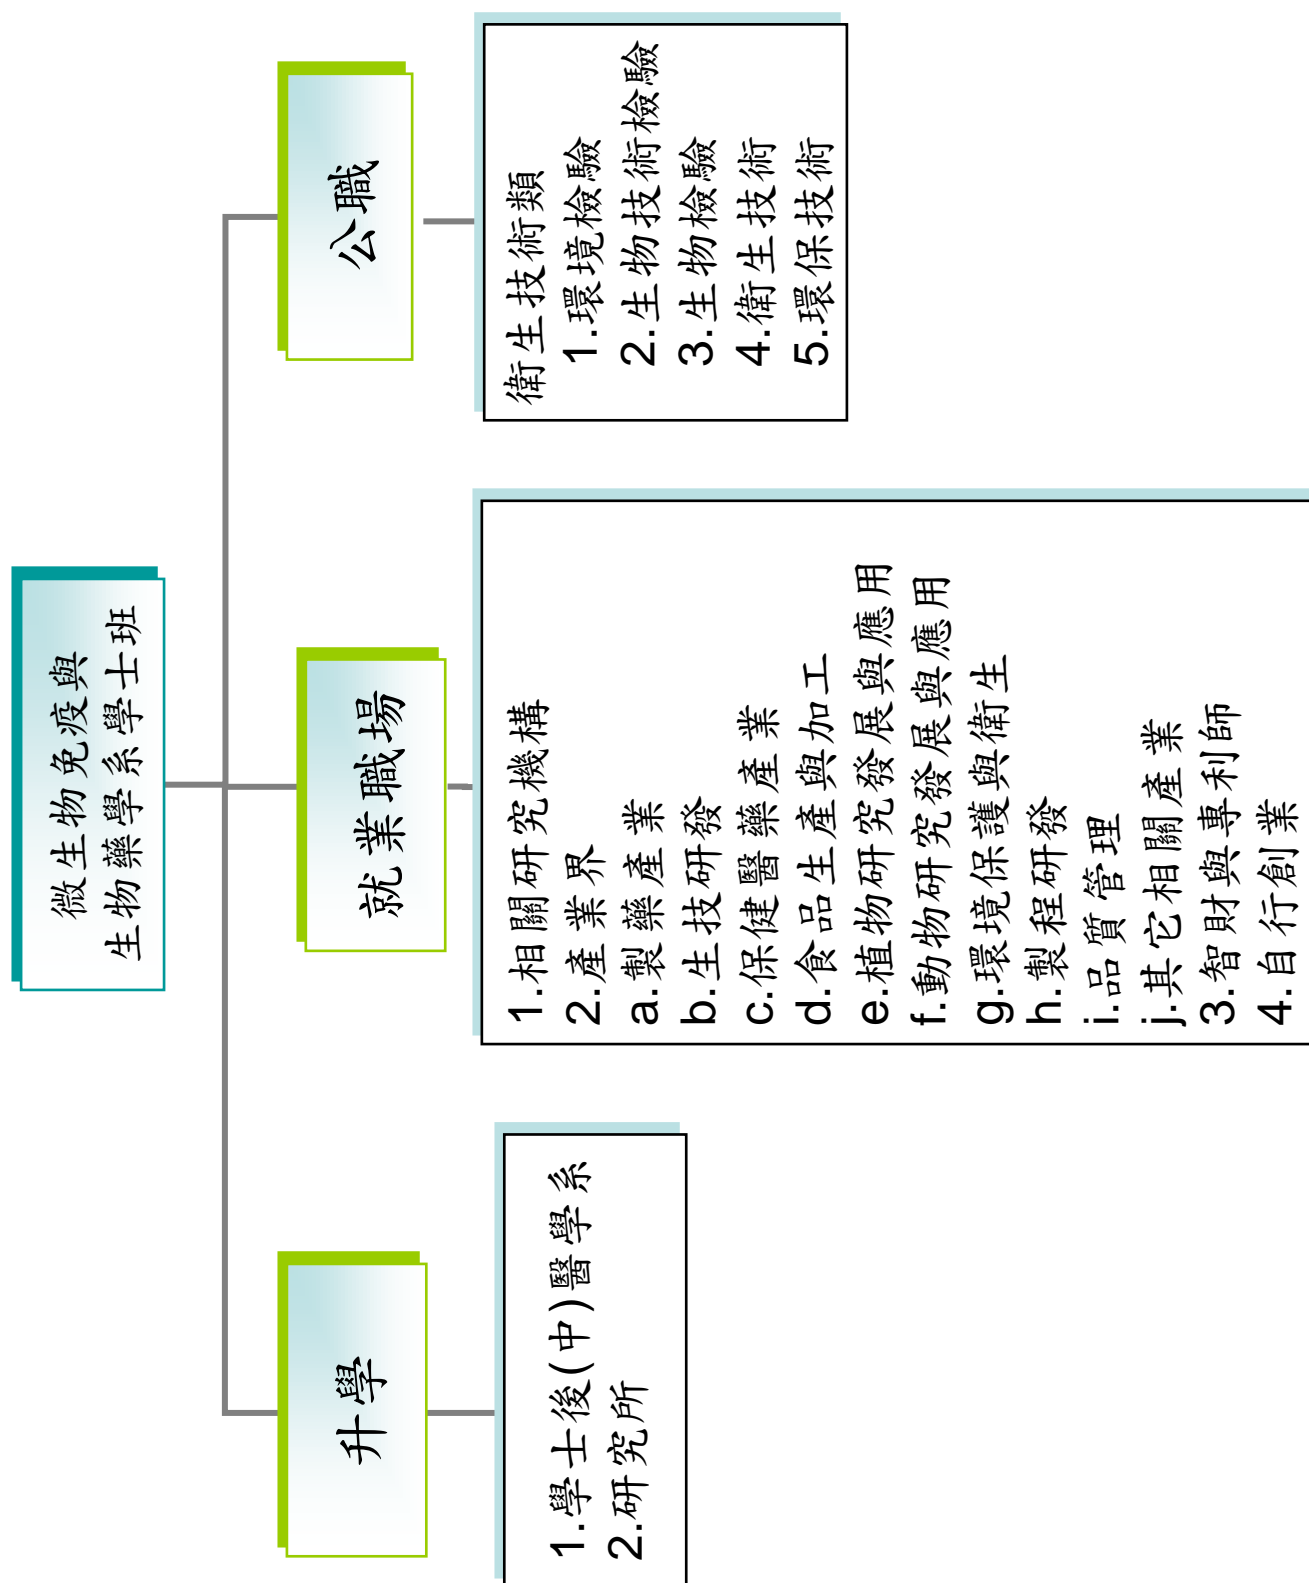 微生物免疫與
生物藥學系學士班
升學
1.學士後(中)醫學系
2.研究所
就業職場
1.相關研究機構
2.產業界
a.製藥產業
b.生技研發
c.保健醫藥產業
d.食品生產與加工
e.植物研究發展與應用
f.動物研究發展與應用
g.環境保護與衛生
h.製程研發
i.品質管理
j.其它相關產業
3.智財與專利師
4.自行創業
公職
衛生技術類
1.環境檢驗
2.生物技術檢驗
3.生物檢驗
4.衛生技術
5.環保技術